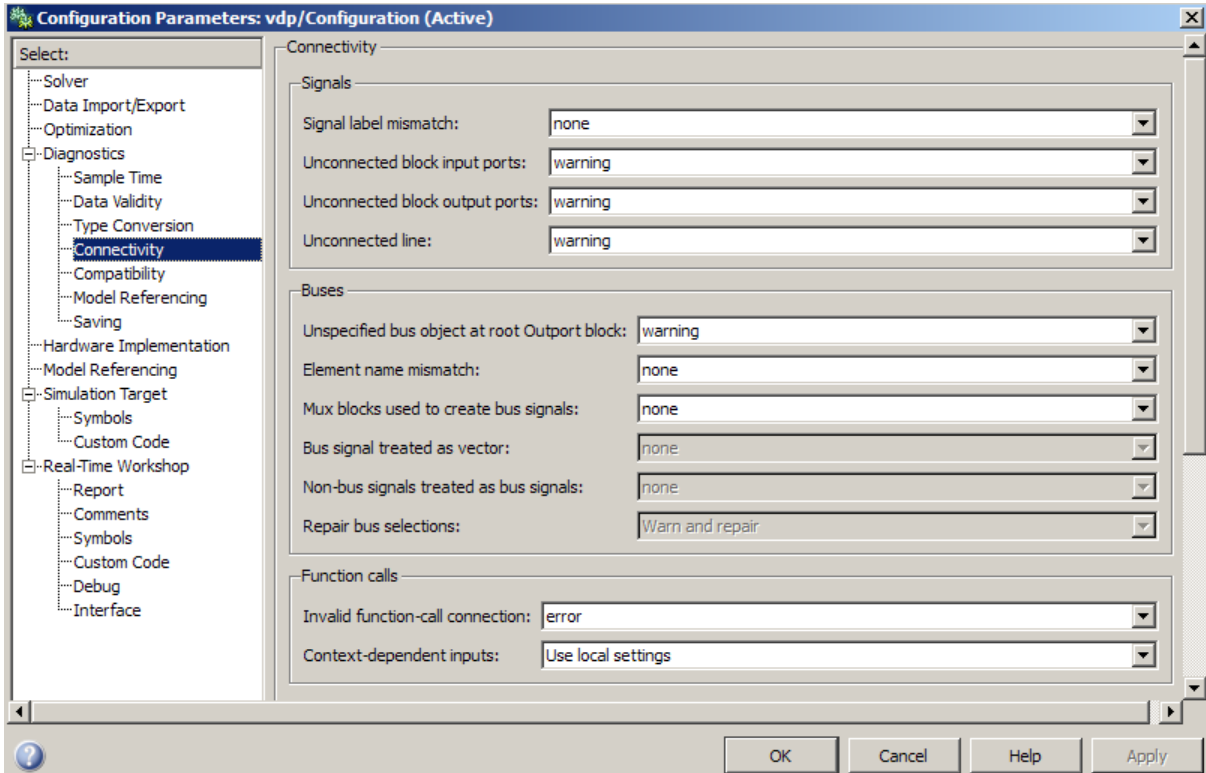 Configuration Parameters: vdp/Configuration (Active)
Select:
Solver
Data Import/Export
Optimization
Diagnostics
Sample Time
Data Validity
Type Conversion
Connectivity
Compatibility
Model Referencing
Saving
Hardware Implementation
Model Referencing
Simulation Target
Symbols
Custom Code
Real-Time Workshop
Report
Comments
Symbols
Custom Code
Debug
Interface
Connectivity
Signals
Signal label mismatch: none
Unconnected block input ports: warning
Unconnected block output ports: warning
Unconnected line: warning
Buses
Unspecified bus object at root Outport block: warning
Element name mismatch: none
Mux blocks used to create bus signals: none
Bus signal treated as vector: none
Non-bus signals treated as bus signals: none
Repair bus selections: Warn and repair
Function calls
Invalid function-call connection: error
Context-dependent inputs: Use local settings
OK Cancel Help Apply